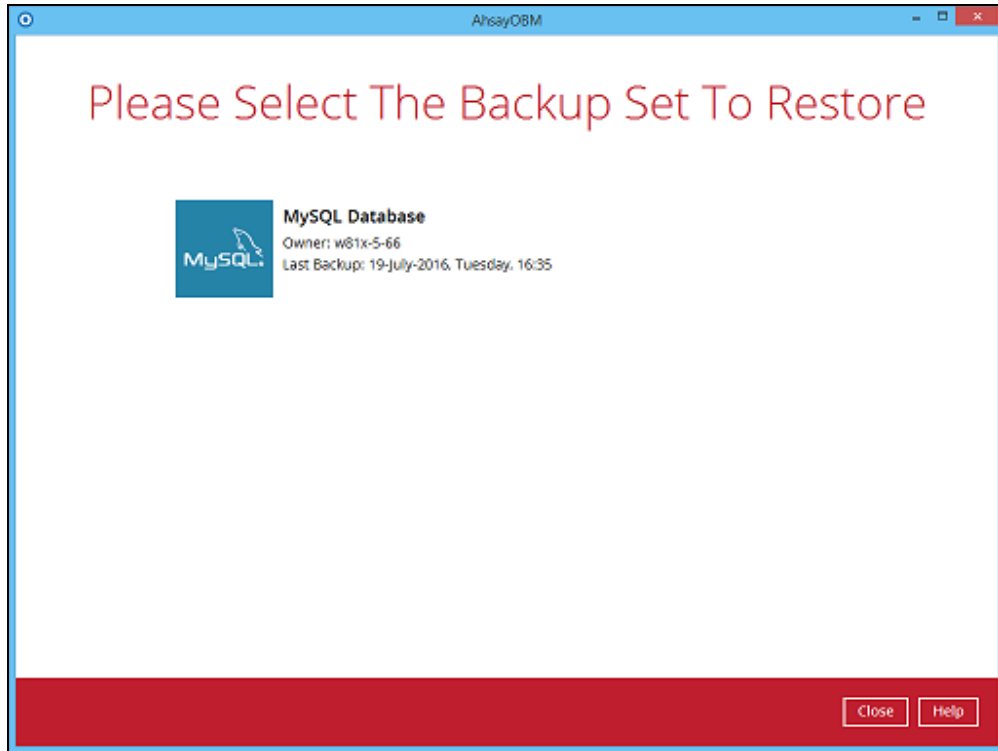 AhsayOBM
Please Select The Backup Set To Restore
MySQL.
MySQL Database
Owner: w81x-5-66
Last Backup: 19-July-2016, Tuesday, 16:35
Close
Help